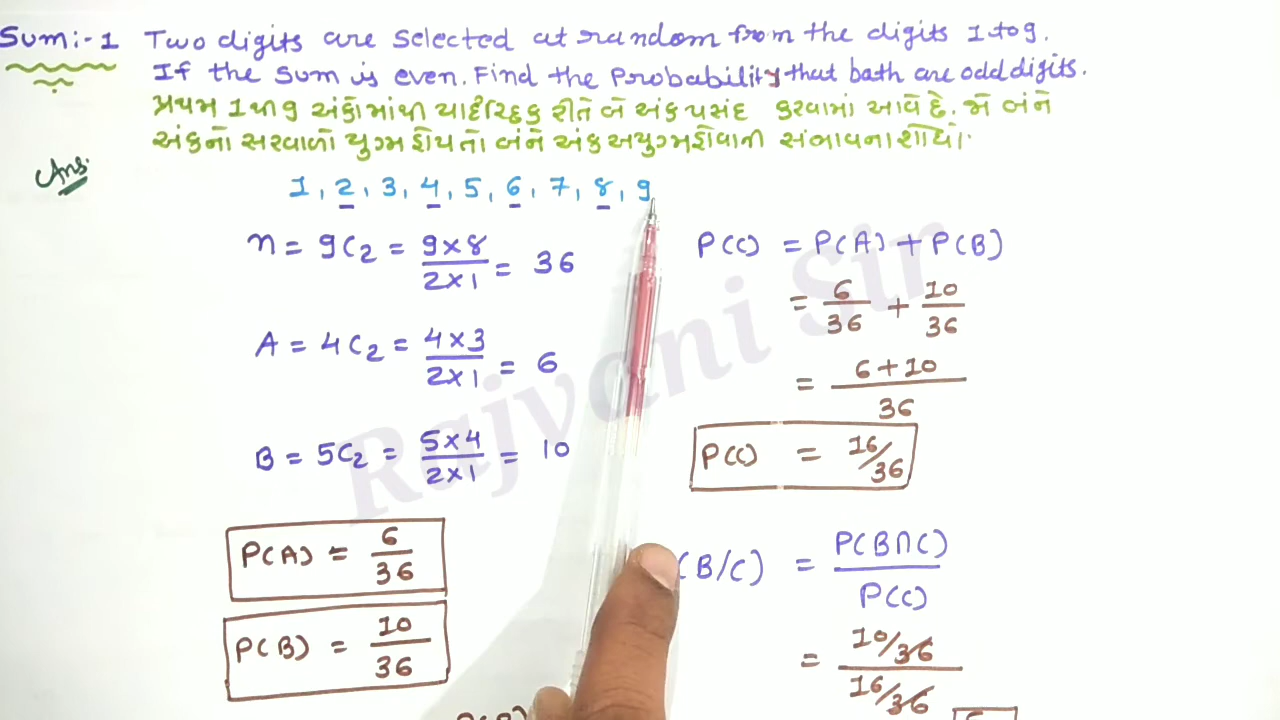 Sum:-1 Two digits are selected at random from the digits 1 to 9.
If the sum is even. Find the Probability that bath are odd digits.
પ્રથમ 1 થી 9 અંકોમાંથી યાદૈચ્છિક રીતે બે અંક પસંદ કરવામાં આવે છે. જો બંને
અંકનો સરવાળો યુગ્મ હોય તો બંને અંક અયુગ્મ હોવાની સંભાવના શોધો.
Ans:
1, 2, 3, 4, 5, 6, 7, 8, 9
n = 9C2 = 9×8 / 2×1 = 36
A = 4C2 = 4×3 / 2×1 = 6
B = 5C2 = 5×4 / 2×1 = 10
P(A) = 6/36
P(B) = 10/36
P(C) = P(A) + P(B)
= 6/36 + 10/36
= 6+10 / 36
P(C) = 16/36
(B/C) = P(B∩C) / P(C)
= 10/36 / 16/36
Rajvani Sir